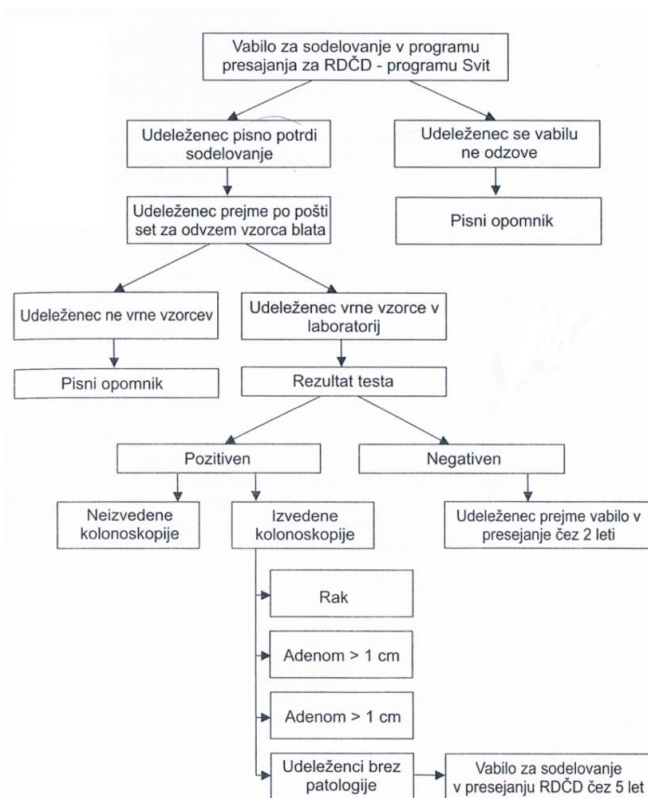 Vabilo za sodelovanje v programu
presajanja za RDČD - programu Svit
Udeleženec pisno potrdi
sodelovanje
Udeleženec se vabilu
ne odzove
Udeleženec prejme po pošti
set za odvzem vzorca blata
Pisni opomnik
Udeleženec ne vrne vzorcev
Udeleženec vrne vzorce v
laboratorij
Pisni opomnik
Rezultat testa
Pozitiven
Negativen
Neizvedene
kolonoskopije
Izvedene
kolonoskopije
Udeleženec prejme vabilo v
presejanje čez 2 leti
Rak
Adenom > 1 cm
Adenom > 1 cm
Udeleženci brez
patologije
Vabilo za sodelovanje
v presejanju RDČD čez 5 let